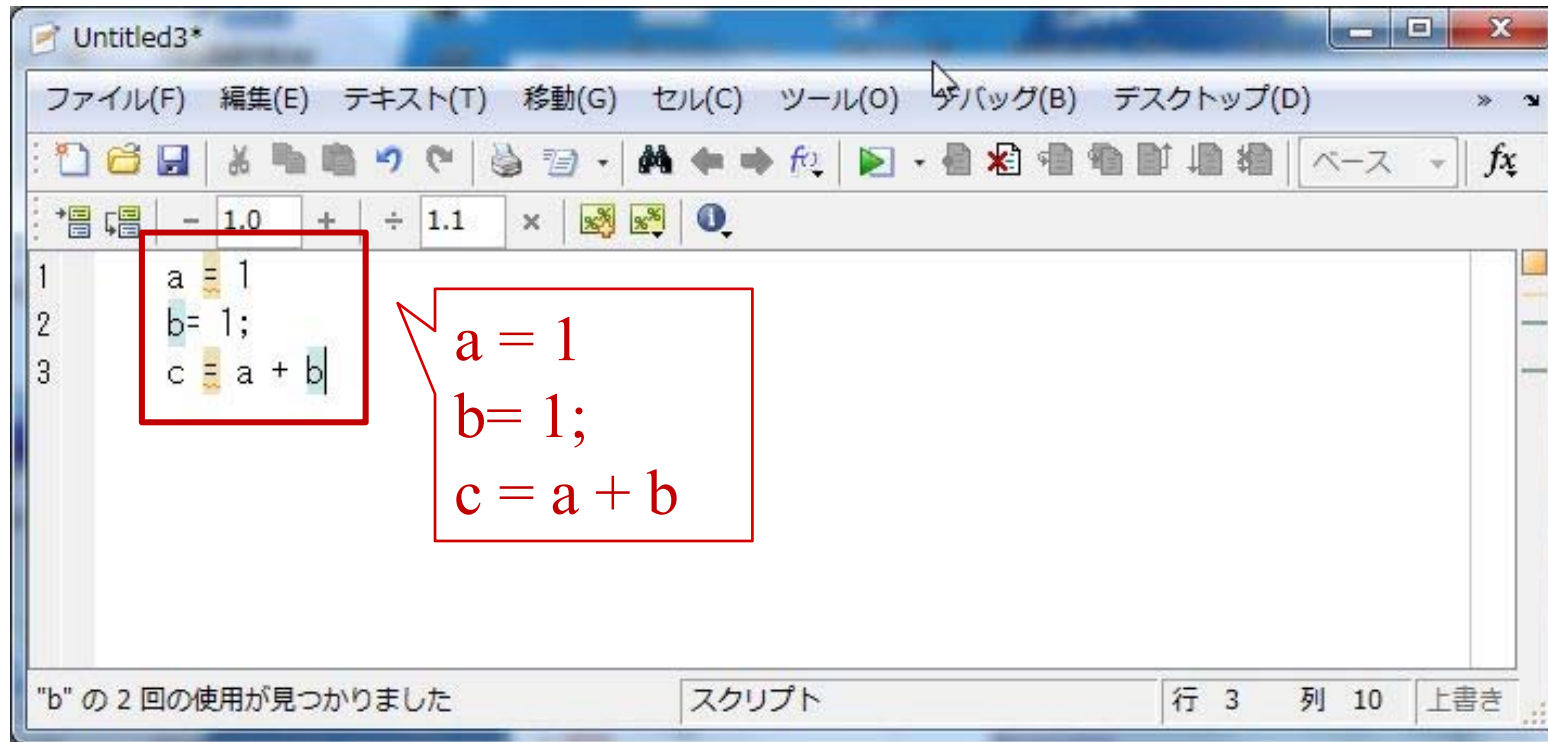 Untitled3*
ファイル(F) 編集(E) テキスト(T) 移動(G) セル(C) ツール(O) デバッグ(B) デスクトップ(D) »
ベース fx
− 1.0 + ÷ 1.1 ×
1 a = 1
2 b= 1;
3 c = a + b
a = 1
b= 1;
c = a + b
"b" の 2 回の使用が見つかりました スクリプト 行 3 列 10 上書き